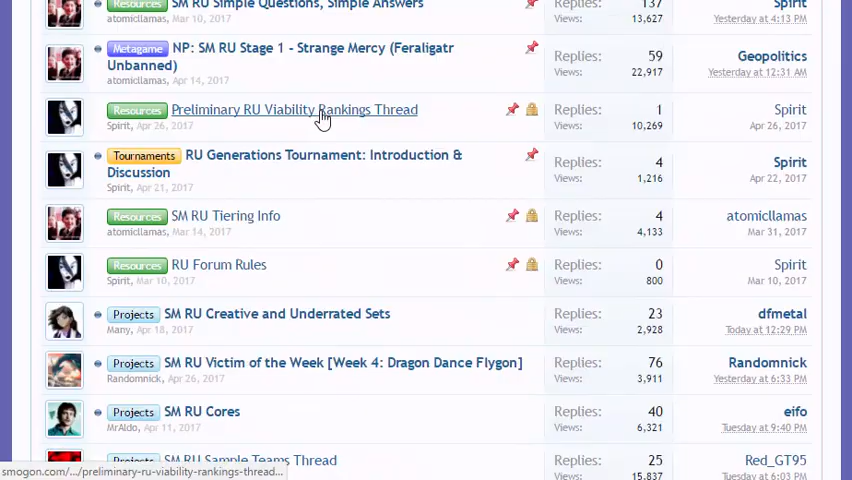 Resources SM RU Simple Questions, Simple Answers
spirit, Mar 10, 2017
137
Views: 13,627
Spirit
Yesterday at 4:13 PM
Metagame NP: SM RU Stage 1 - Strange Mercy (Feraligatr
Unbanned)
atomicllamas, Apr 14, 2017
Replies: 59
Views: 22,917
Geopolitics
Yesterday at 12:31 AM
Resources Preliminary RU Viability Rankings Thread
Spirit, Apr 26, 2017
Replies: 1
Views: 10,269
Spirit
Apr 26, 2017
Tournaments RU Generations Tournament: Introduction &
Discussion
Spirit, Apr 21, 2017
Replies: 4
Views: 1,216
Spirit
Apr 22, 2017
Resources SM RU Tiering Info
atomicllamas, Mar 14, 2017
Replies: 4
Views: 4,133
atomicllamas
Mar 31, 2017
Resources RU Forum Rules
Spirit, Mar 10, 2017
Replies: 0
Views: 800
Spirit
Mar 10, 2017
Projects SM RU Creative and Underrated Sets
Many, Apr 18, 2017
Replies: 23
Views: 2,928
dfmetal
Today at 12:29 PM
Projects SM RU Victim of the Week [Week 4: Dragon Dance Flygon]
Randomnick, Apr 26, 2017
Replies: 76
Views: 3,911
Randomnick
Yesterday at 6:33 PM
Projects SM RU Cores
MrAldo, Apr 11, 2017
Replies: 40
Views: 6,321
eifo
Tuesday at 9:40 PM
Projects SM RU Sample Teams Thread
Replies: 25
Views: 15,837
Red_GT95
Tuesday at 6:03 PM
smogon.com/.../preliminary-ru-viability-rankings-thread...